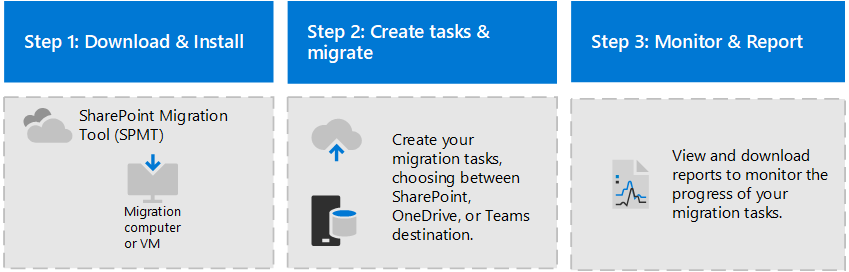 Step 1: Download & Install
Step 2: Create tasks &
migrate
Step 3: Monitor & Report
SharePoint Migration
Tool (SPMT)
Migration
computer
or VM
Create your
migration tasks,
choosing between
SharePoint,
OneDrive, or Teams
destination.
View and download
reports to monitor the
progress of your
migration tasks.